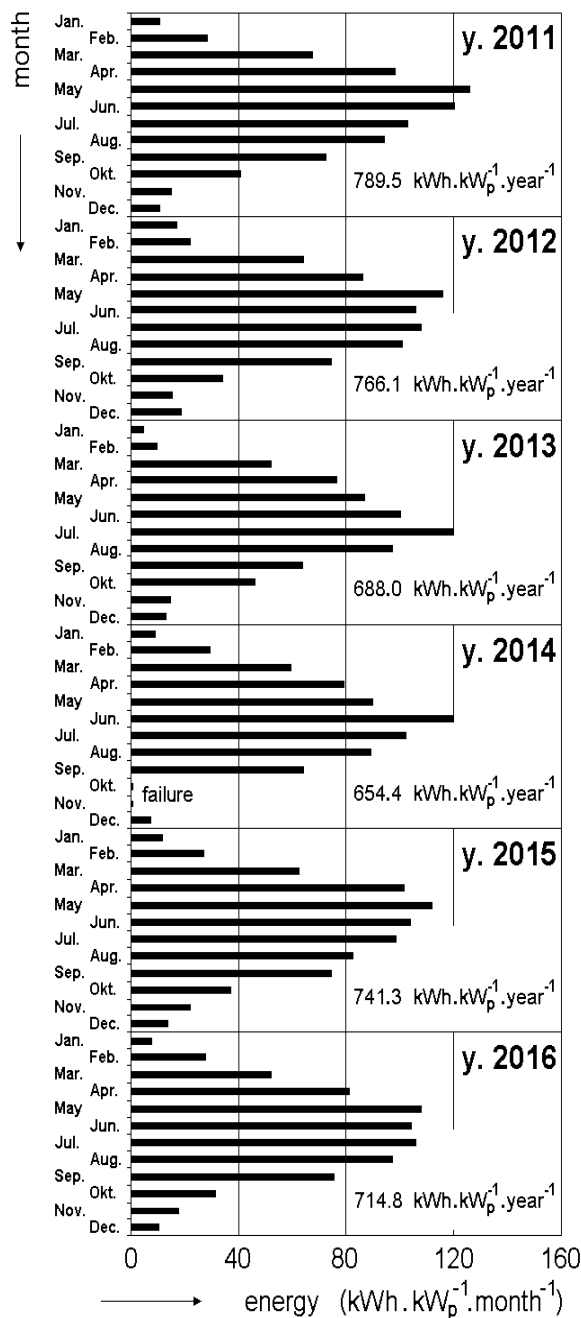 month
y. 2011
Jan.
Feb.
Mar.
Apr.
May
Jun.
Jul.
Aug.
Sep.
Okt.
Nov.
Dec.
789.5 kWh.kWp-1.year-1
y. 2012
Jan.
Feb.
Mar.
Apr.
May
Jun.
Jul.
Aug.
Sep.
Okt.
Nov.
Dec.
766.1 kWh.kWp-1.year-1
y. 2013
Jan.
Feb.
Mar.
Apr.
May
Jun.
Jul.
Aug.
Sep.
Okt.
Nov.
Dec.
688.0 kWh.kWp-1.year-1
y. 2014
Jan.
Feb.
Mar.
Apr.
May
Jun.
Jul.
Aug.
Sep.
Okt.
Nov.
Dec.
failure
654.4 kWh.kWp-1.year-1
y. 2015
Jan.
Feb.
Mar.
Apr.
May
Jun.
Jul.
Aug.
Sep.
Okt.
Nov.
Dec.
741.3 kWh.kWp-1.year-1
y. 2016
Jan.
Feb.
Mar.
Apr.
May
Jun.
Jul.
Aug.
Sep.
Okt.
Nov.
Dec.
714.8 kWh.kWp-1.year-1
0 40 80 120 160
energy (kWh.kWp-1.month-1)